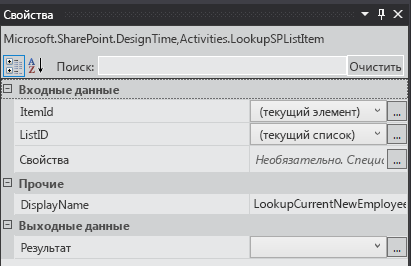 Свойства
Microsoft.SharePoint.DesignTime,Activities.LookupSPListItem
Поиск:
Очистить
Входные данные
ItemId (текущий элемент) ...
ListID (текущий список) ...
Свойства Необязательно. Специ ...
Прочие
DisplayName LookupCurrentNewEmployee
Выходные данные
Результат ...